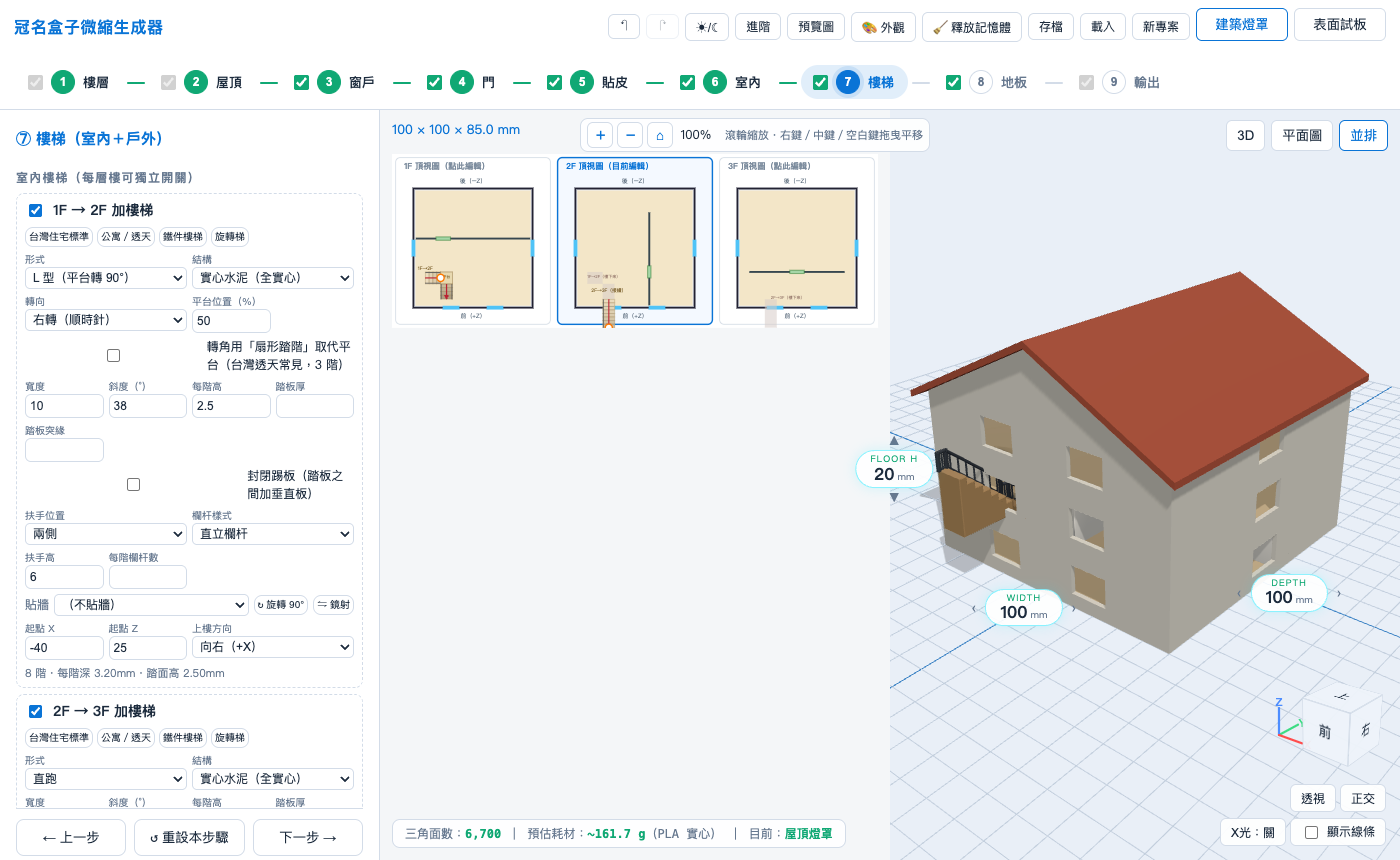 冠名盒子微縮生成器
☀/☾ 進階 預覽圖 🎨 外觀 🧹 釋放記憶體 存檔 載入 新專案 建築燈罩 表面試板
1 樓層 2 屋頂 3 窗戶 4 門 5 貼皮 6 室內 7 樓梯 8 地板 9 輸出
⑦ 樓梯（室內＋戶外）
室內樓梯（每層樓可獨立開關）
1F → 2F 加樓梯
台灣住宅標準 公寓 / 透天 鐵件樓梯 旋轉梯
形式 結構
L 型（平台轉 90°） 實心水泥（全實心）
轉向 平台位置（%）
右轉（順時針） 50
轉角用「扇形踏階」取代平
台（台灣透天常見，3 階）
寬度 斜度（°） 每階高 踏板厚
10 38 2.5
踏板突緣
封閉踢板（踏板之
間加垂直板）
扶手位置 欄杆樣式
兩側 直立欄杆
扶手高 每階欄杆數
6
貼牆 （不貼牆） ↻ 旋轉 90° ⇋ 鏡射
起點 X 起點 Z 上樓方向
-40 25 向右（+X）
8 階 · 每階深 3.20mm · 踏面高 2.50mm
2F → 3F 加樓梯
台灣住宅標準 公寓 / 透天 鐵件樓梯 旋轉梯
形式 結構
直跑 實心水泥（全實心）
寬度 斜度（°） 每階高 踏板厚
← 上一步 ↺ 重設本步驟 下一步 →
100 × 100 × 85.0 mm
+ − ⌂ 100% 滾輪縮放 · 右鍵 / 中鍵 / 空白鍵拖曳平移
1F 頂視圖（點此編輯） 2F 頂視圖（目前編輯） 3F 頂視圖（點此編輯）
後（−Z） 後（−Z） 後（−Z）
1F→2F
前（+Z） 前（+Z）
3D 平面圖 並排
FLOOR H
20 mm
WIDTH
100 mm
DEPTH
100 mm
Z
前 右
透視 正交
X光：關 顯示線條
三角面數：6,700 | 預估耗材：~161.7 g (PLA 實心) | 目前：屋頂燈罩